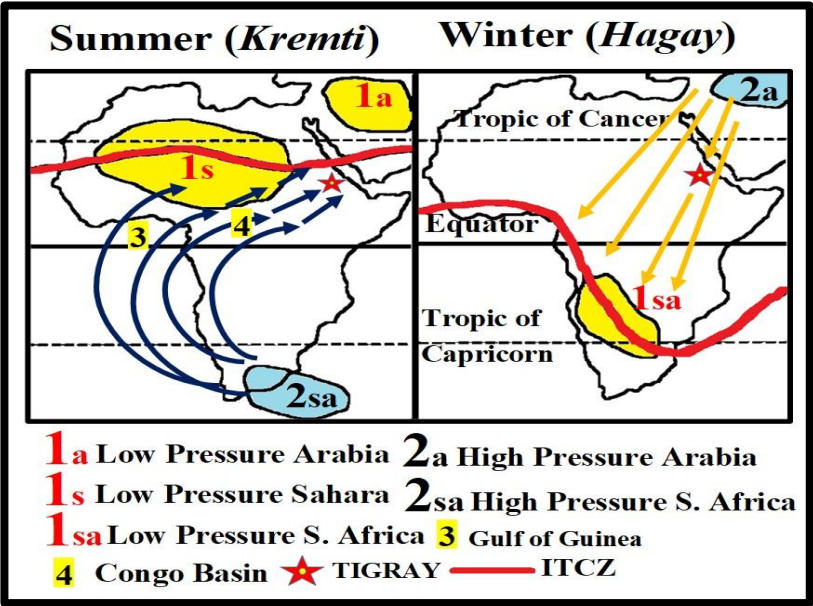 Summer (Kremti)
Winter (Hagay)
1a
1s
3
4
2sa
2a
Tropic of Cancer
Equator
1sa
Tropic of
Capricorn
1a Low Pressure Arabia 2a High Pressure Arabia
1s Low Pressure Sahara 2sa High Pressure S. Africa
1sa Low Pressure S. Africa 3 Gulf of Guinea
4 Congo Basin TIGRAY ITCZ